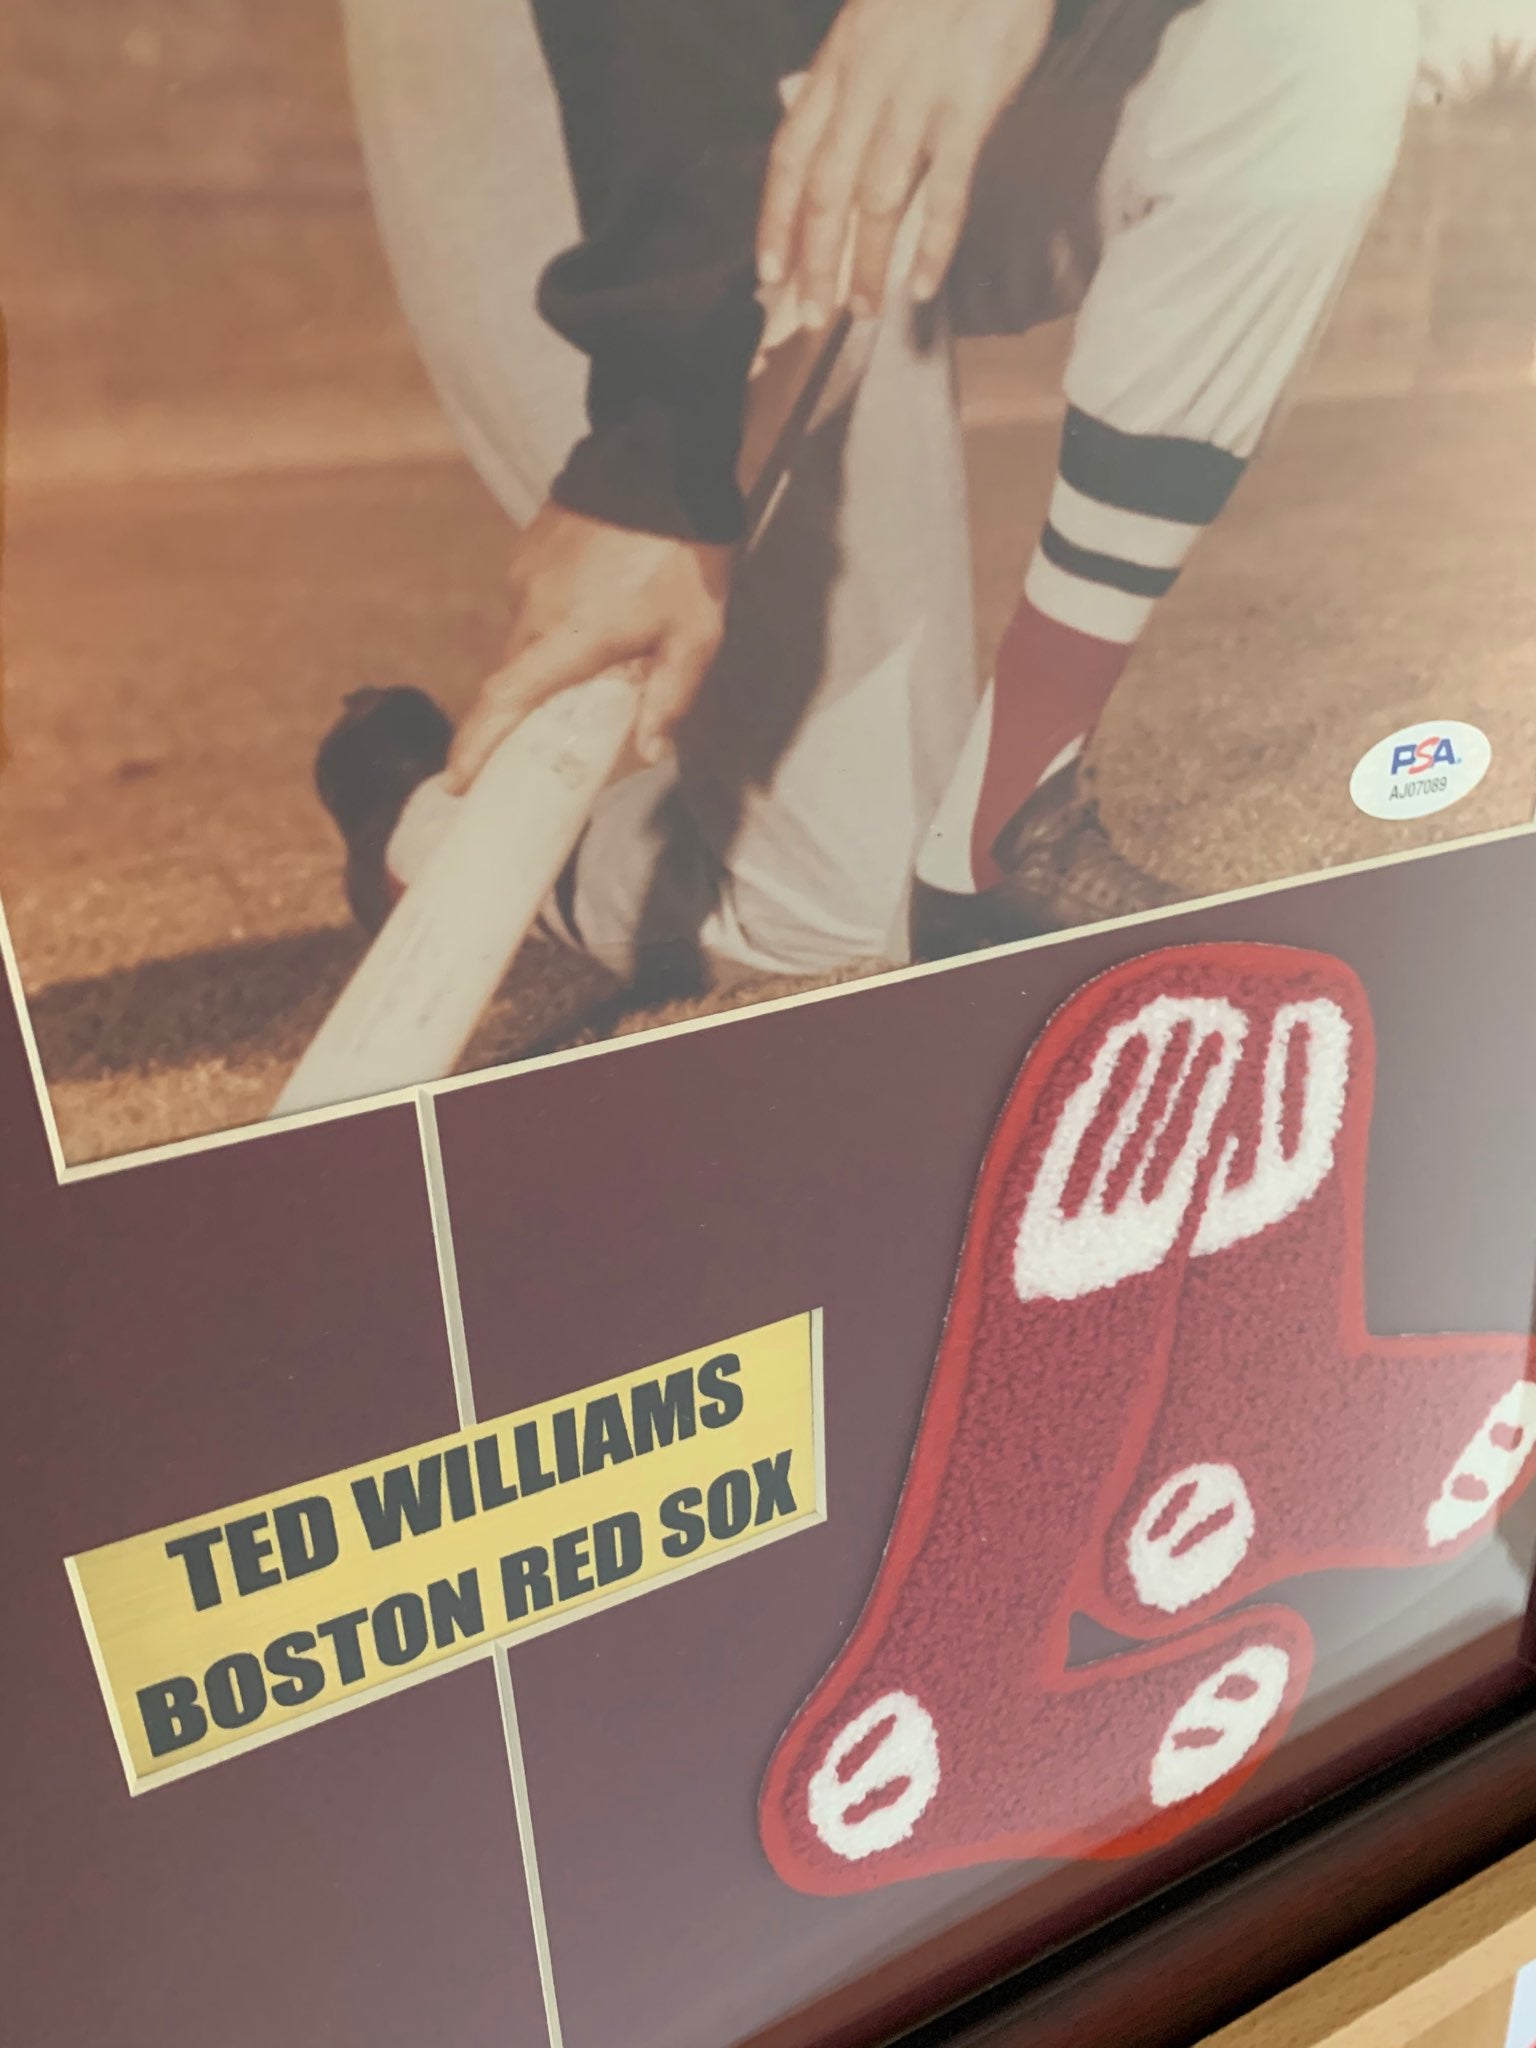 PSA
AJ07089
TED WILLIAMS
BOSTON RED SOX